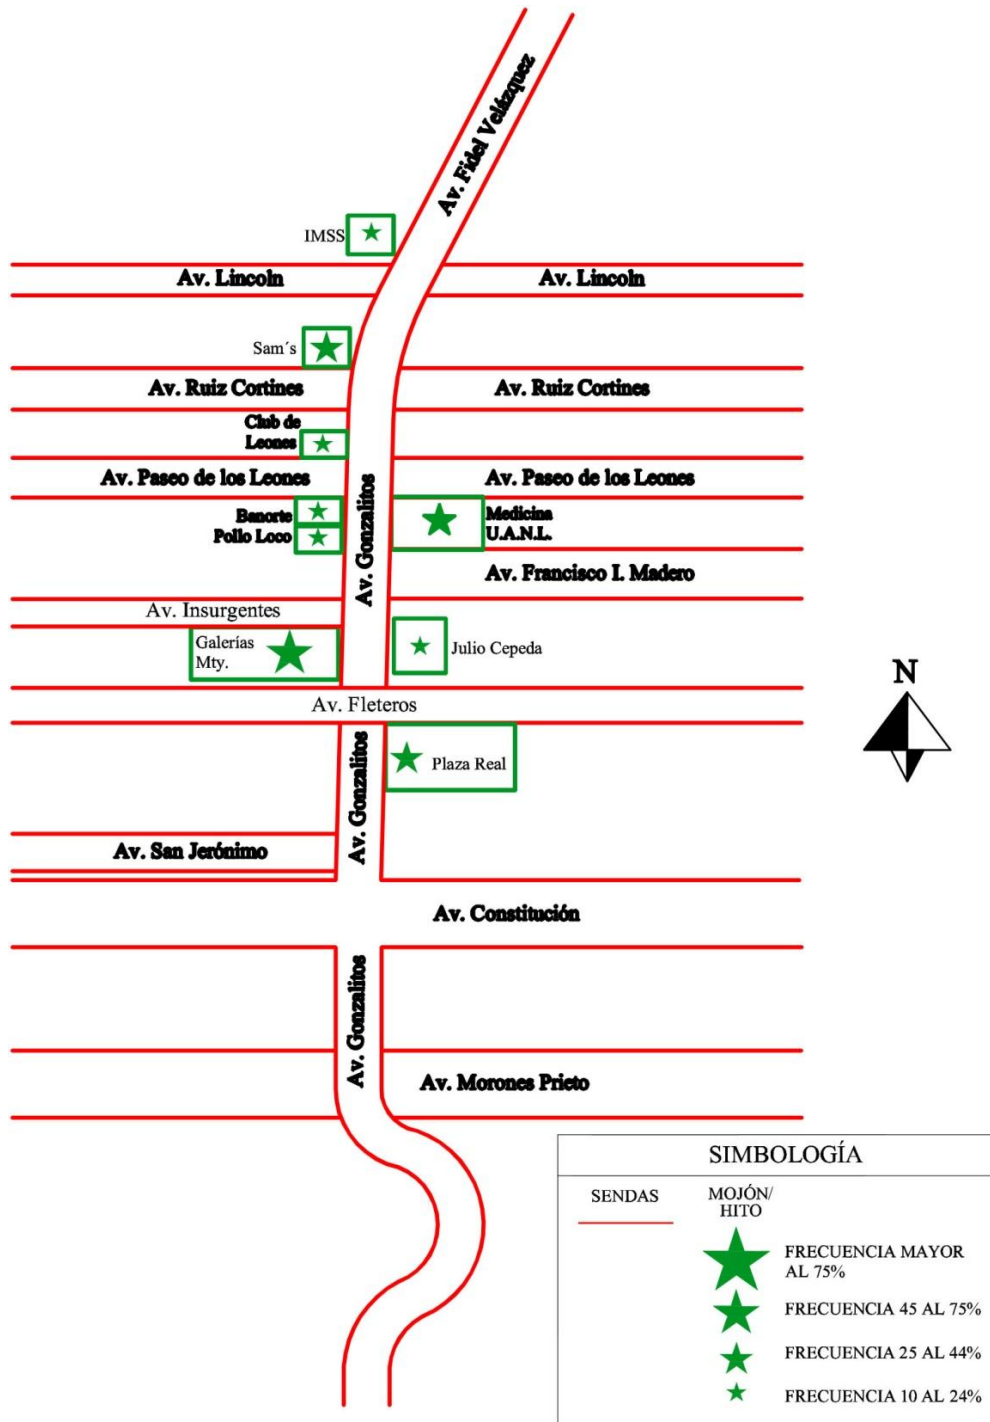 Av. Fidel Velázquez
IMSS
Av. Lincoln
Av. Lincoln
Sam´s
Av. Ruiz Cortines
Av. Ruiz Cortines
Club de
Leones
Av. Paseo de los Leones
Av. Paseo de los Leones
Banorte
Pollo Loco
Av. Gonzalitos
Medicina
U.A.N.L.
Av. Francisco I. Madero
Av. Insurgentes
Galerías
Mty.
Julio Cepeda
Av. Fleteros
N
Av. Gonzalitos
Plaza Real
Av. San Jerónimo
Av. Constitución
Av. Gonzalitos
Av. Morones Prieto
SIMBOLOGÍA
SENDAS
MOJÓN/
HITO
FRECUENCIA MAYOR
AL 75%
FRECUENCIA 45 AL 75%
FRECUENCIA 25 AL 44%
FRECUENCIA 10 AL 24%